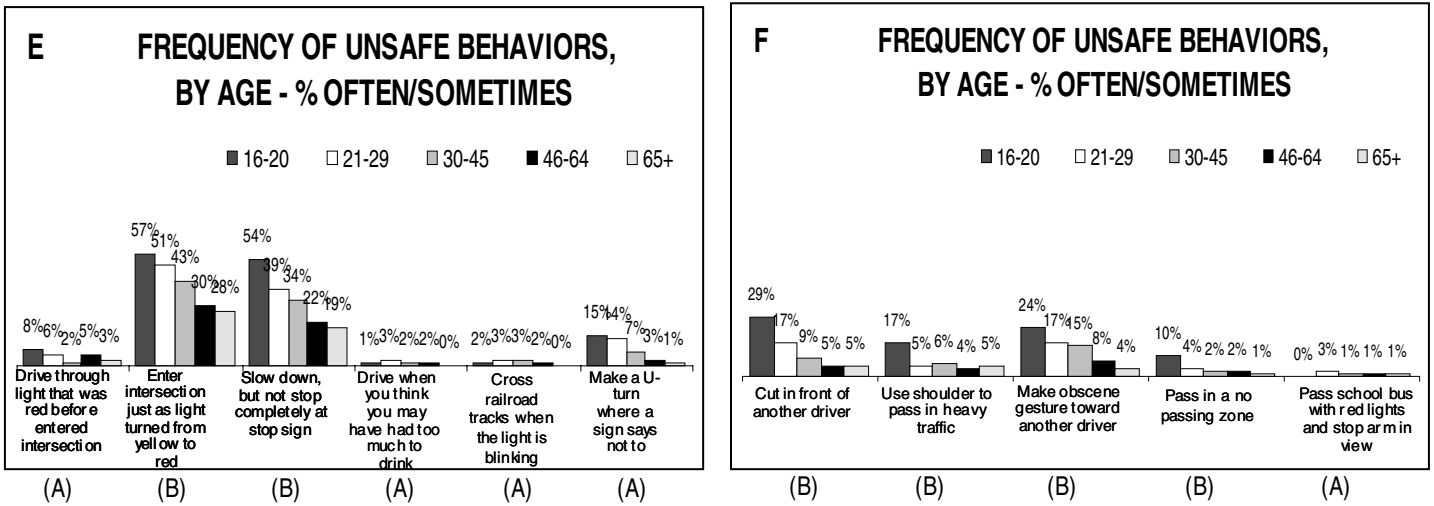 E FREQUENCY OF UNSAFE BEHAVIORS,
BY AGE - % OFTEN/SOMETIMES
16-20 21-29 30-45 46-64 65+
57% 51% 43% 30% 28%
54% 39% 34% 22% 19%
8% 6% 2% 5% 3%
1% 3% 2% 2% 0%
2% 3% 3% 2% 0%
15% 14% 7% 3% 1%
Drive through
light that was
red before
entered
intersection
Enter
intersection
just as light
turned from
yellow to
red
Slow down,
but not stop
completely at
stop sign
Drive when
you think
you may
have had too
much to
drink
Cross
railroad
tracks when
the light is
blinking
Make a U-
turn
where a
sign says
not to
(A) (B) (B) (A) (A) (A)
F FREQUENCY OF UNSAFE BEHAVIORS,
BY AGE - % OFTEN/SOMETIMES
16-20 21-29 30-45 46-64 65+
29% 17% 9% 5% 5%
17% 5% 6% 4% 5%
24% 17% 15% 8% 4%
10% 4% 2% 2% 1%
0% 3% 1% 1% 1%
Cut in front of
another driver
Use shoulder to
pass in heavy
traffic
Make obscene
gesture toward
another driver
Pass in a no
passing zone
Pass school bus
with red lights
and stop arm in
view
(B) (B) (B) (B) (A)